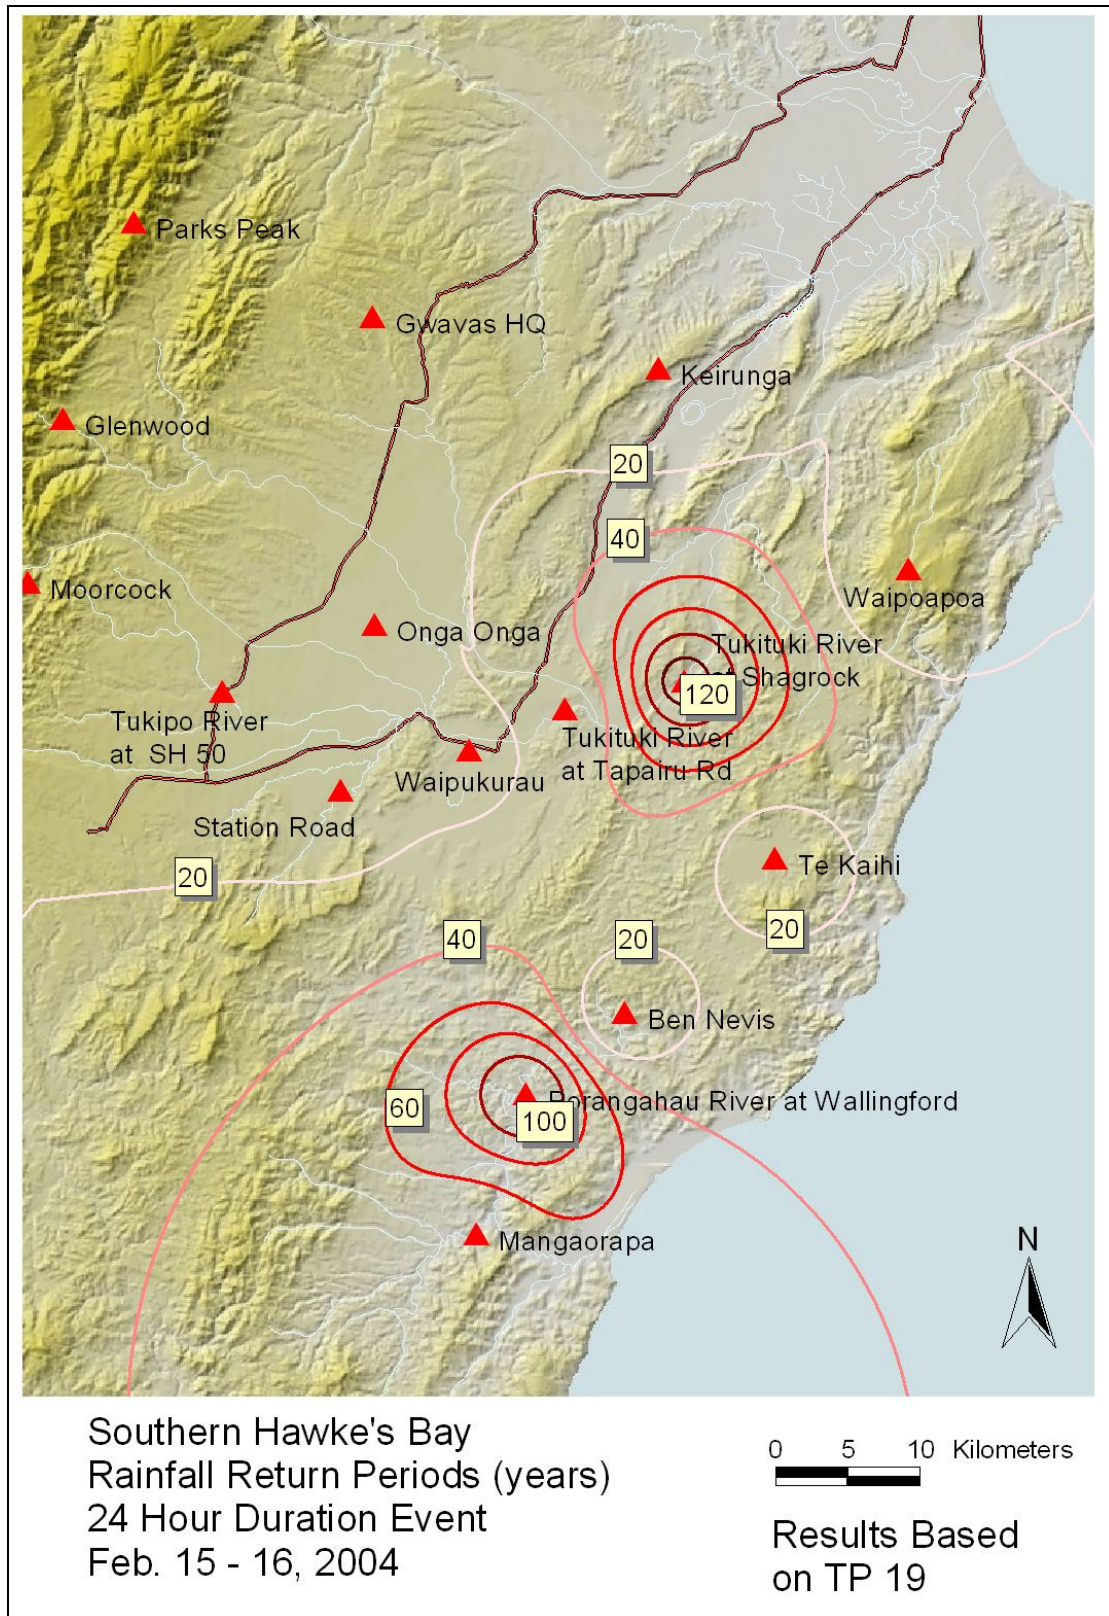 Parks Peak
Gwavas HQ
Keirunga
Glenwood
20
40
Moorcock
Waipoapoa
Onga Onga
Tukituki River
at Shagrock
120
Tukipo River
at SH 50
Tukituki River
at Tapairu Rd
Waipukurau
Station Road
Te Kaihi
20
20
40
20
Ben Nevis
60
100
Porangahau River at Wallingford
Mangaorapa
N
Southern Hawke's Bay
Rainfall Return Periods (years)
24 Hour Duration Event
Feb. 15 - 16, 2004
0 5 10 Kilometers
Results Based
on TP 19